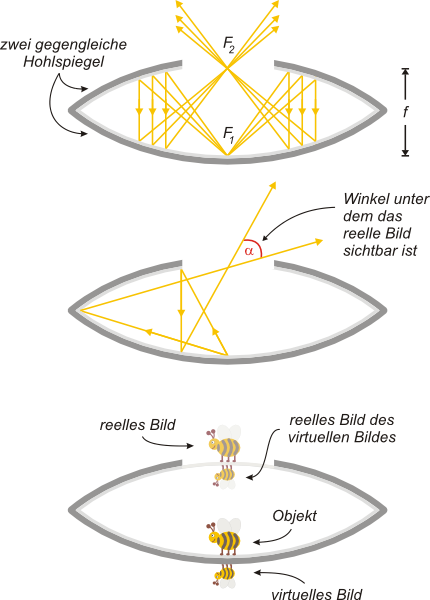 zwei gegengleiche
Hohlspiegel
F2
F1
f
Winkel unter
dem das
reelle Bild
sichtbar ist
α
reelles Bild
reelles Bild des
virtuellen Bildes
Objekt
virtuelles Bild